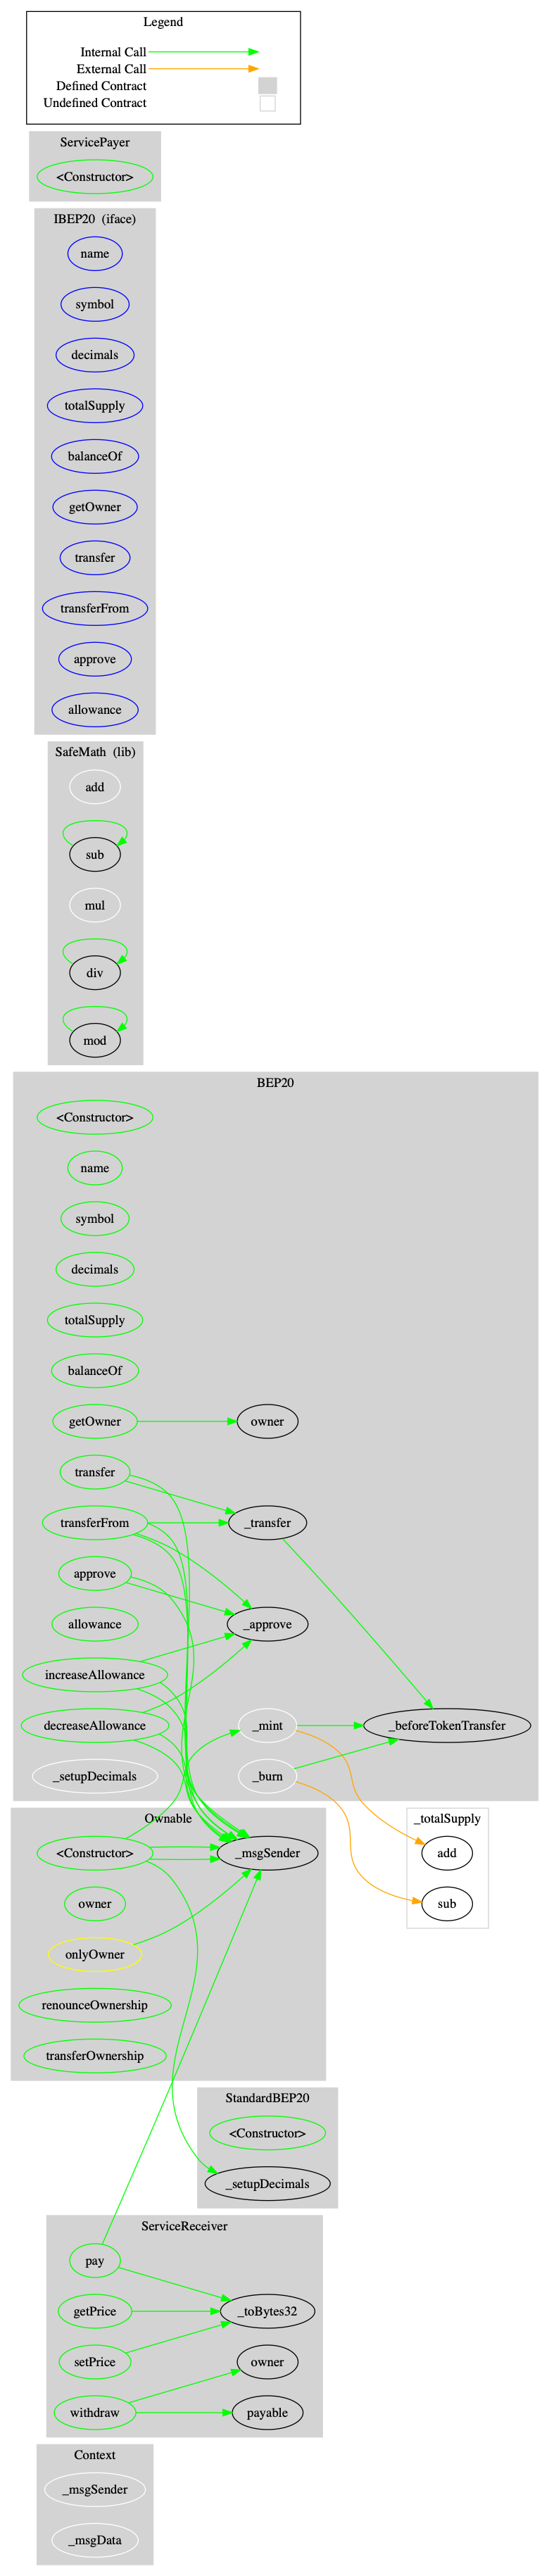 Legend
Internal Call
External Call
Defined Contract
Undefined Contract
ServicePayer
<Constructor>
IBEP20 (iface)
name
symbol
decimals
totalSupply
balanceOf
getOwner
transfer
transferFrom
approve
allowance
SafeMath (lib)
add
sub
mul
div
mod
BEP20
<Constructor>
name
symbol
decimals
totalSupply
balanceOf
getOwner
owner
transfer
transferFrom
_transfer
approve
allowance
_approve
increaseAllowance
decreaseAllowance
_mint
_beforeTokenTransfer
_setupDecimals
_burn
Ownable
<Constructor>
_msgSender
owner
onlyOwner
renounceOwnership
transferOwnership
_totalSupply
add
sub
StandardBEP20
<Constructor>
_setupDecimals
ServiceReceiver
pay
getPrice
_toBytes32
setPrice
owner
withdraw
payable
Context
_msgSender
_msgData